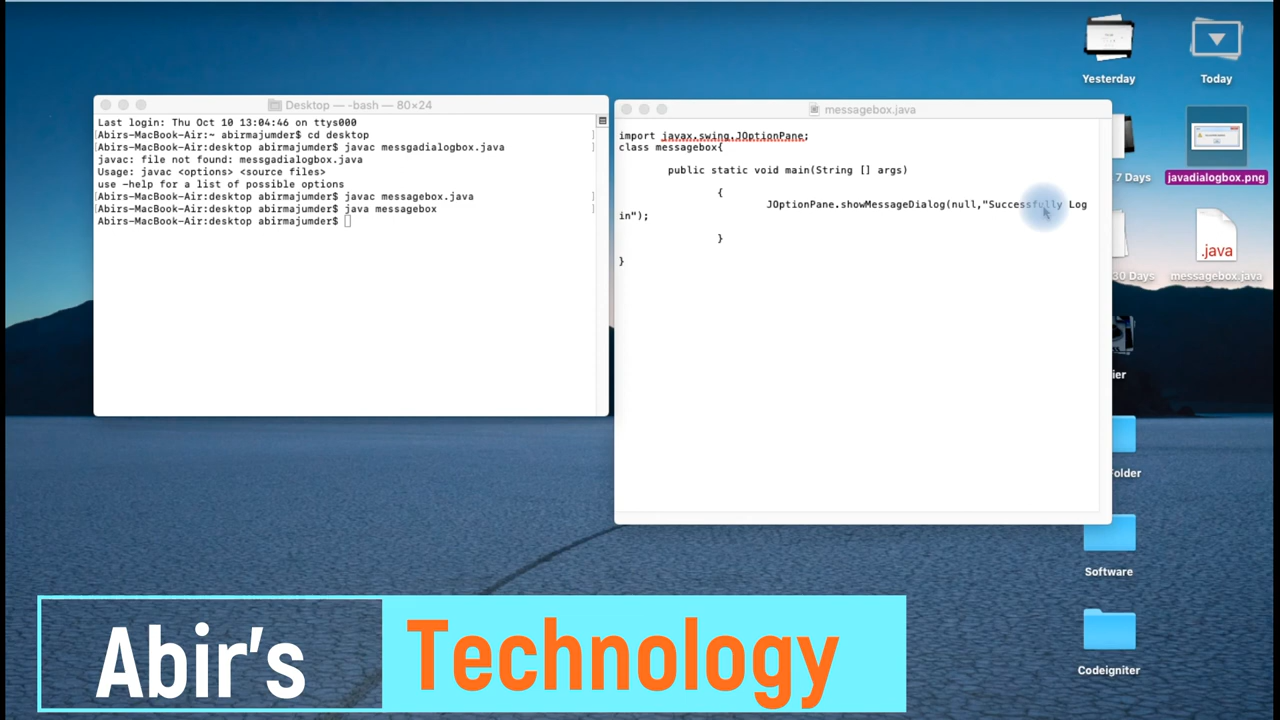 Yesterday
Today
Desktop — -bash — 80×24
Last login: Thu Oct 10 13:04:46 on ttys000
[Abirs-MacBook-Air:~ abirmajumder$ cd desktop ]
[Abirs-MacBook-Air:desktop abirmajumder$ javac messgadialogbox.java ]
javac: file not found: messgadialogbox.java
Usage: javac <options> <source files>
use -help for a list of possible options
[Abirs-MacBook-Air:desktop abirmajumder$ javac messagebox.java ]
[Abirs-MacBook-Air:desktop abirmajumder$ java messagebox ]
Abirs-MacBook-Air:desktop abirmajumder$
messagebox.java
import javax.swing.JOptionPane;
class messagebox{
public static void main(String [] args)
{
JOptionPane.showMessageDialog(null,"Successfully Log
in");
}
}
7 Days
javadialogbox.png
.java
30 Days
messagebox.java
ier
Folder
Software
Codeigniter
Abir's
Technology